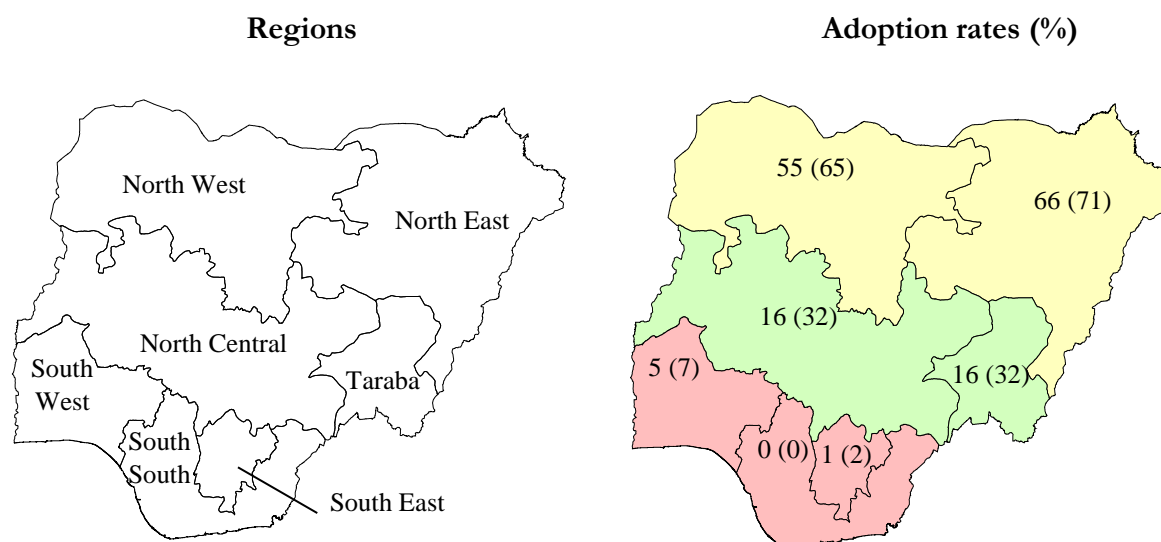 Regions
North West
North East
North Central
South
West
Taraba
South
South
South East
Adoption rates (%)
55 (65)
66 (71)
16 (32)
5 (7)
16 (32)
0 (0)
1 (2)